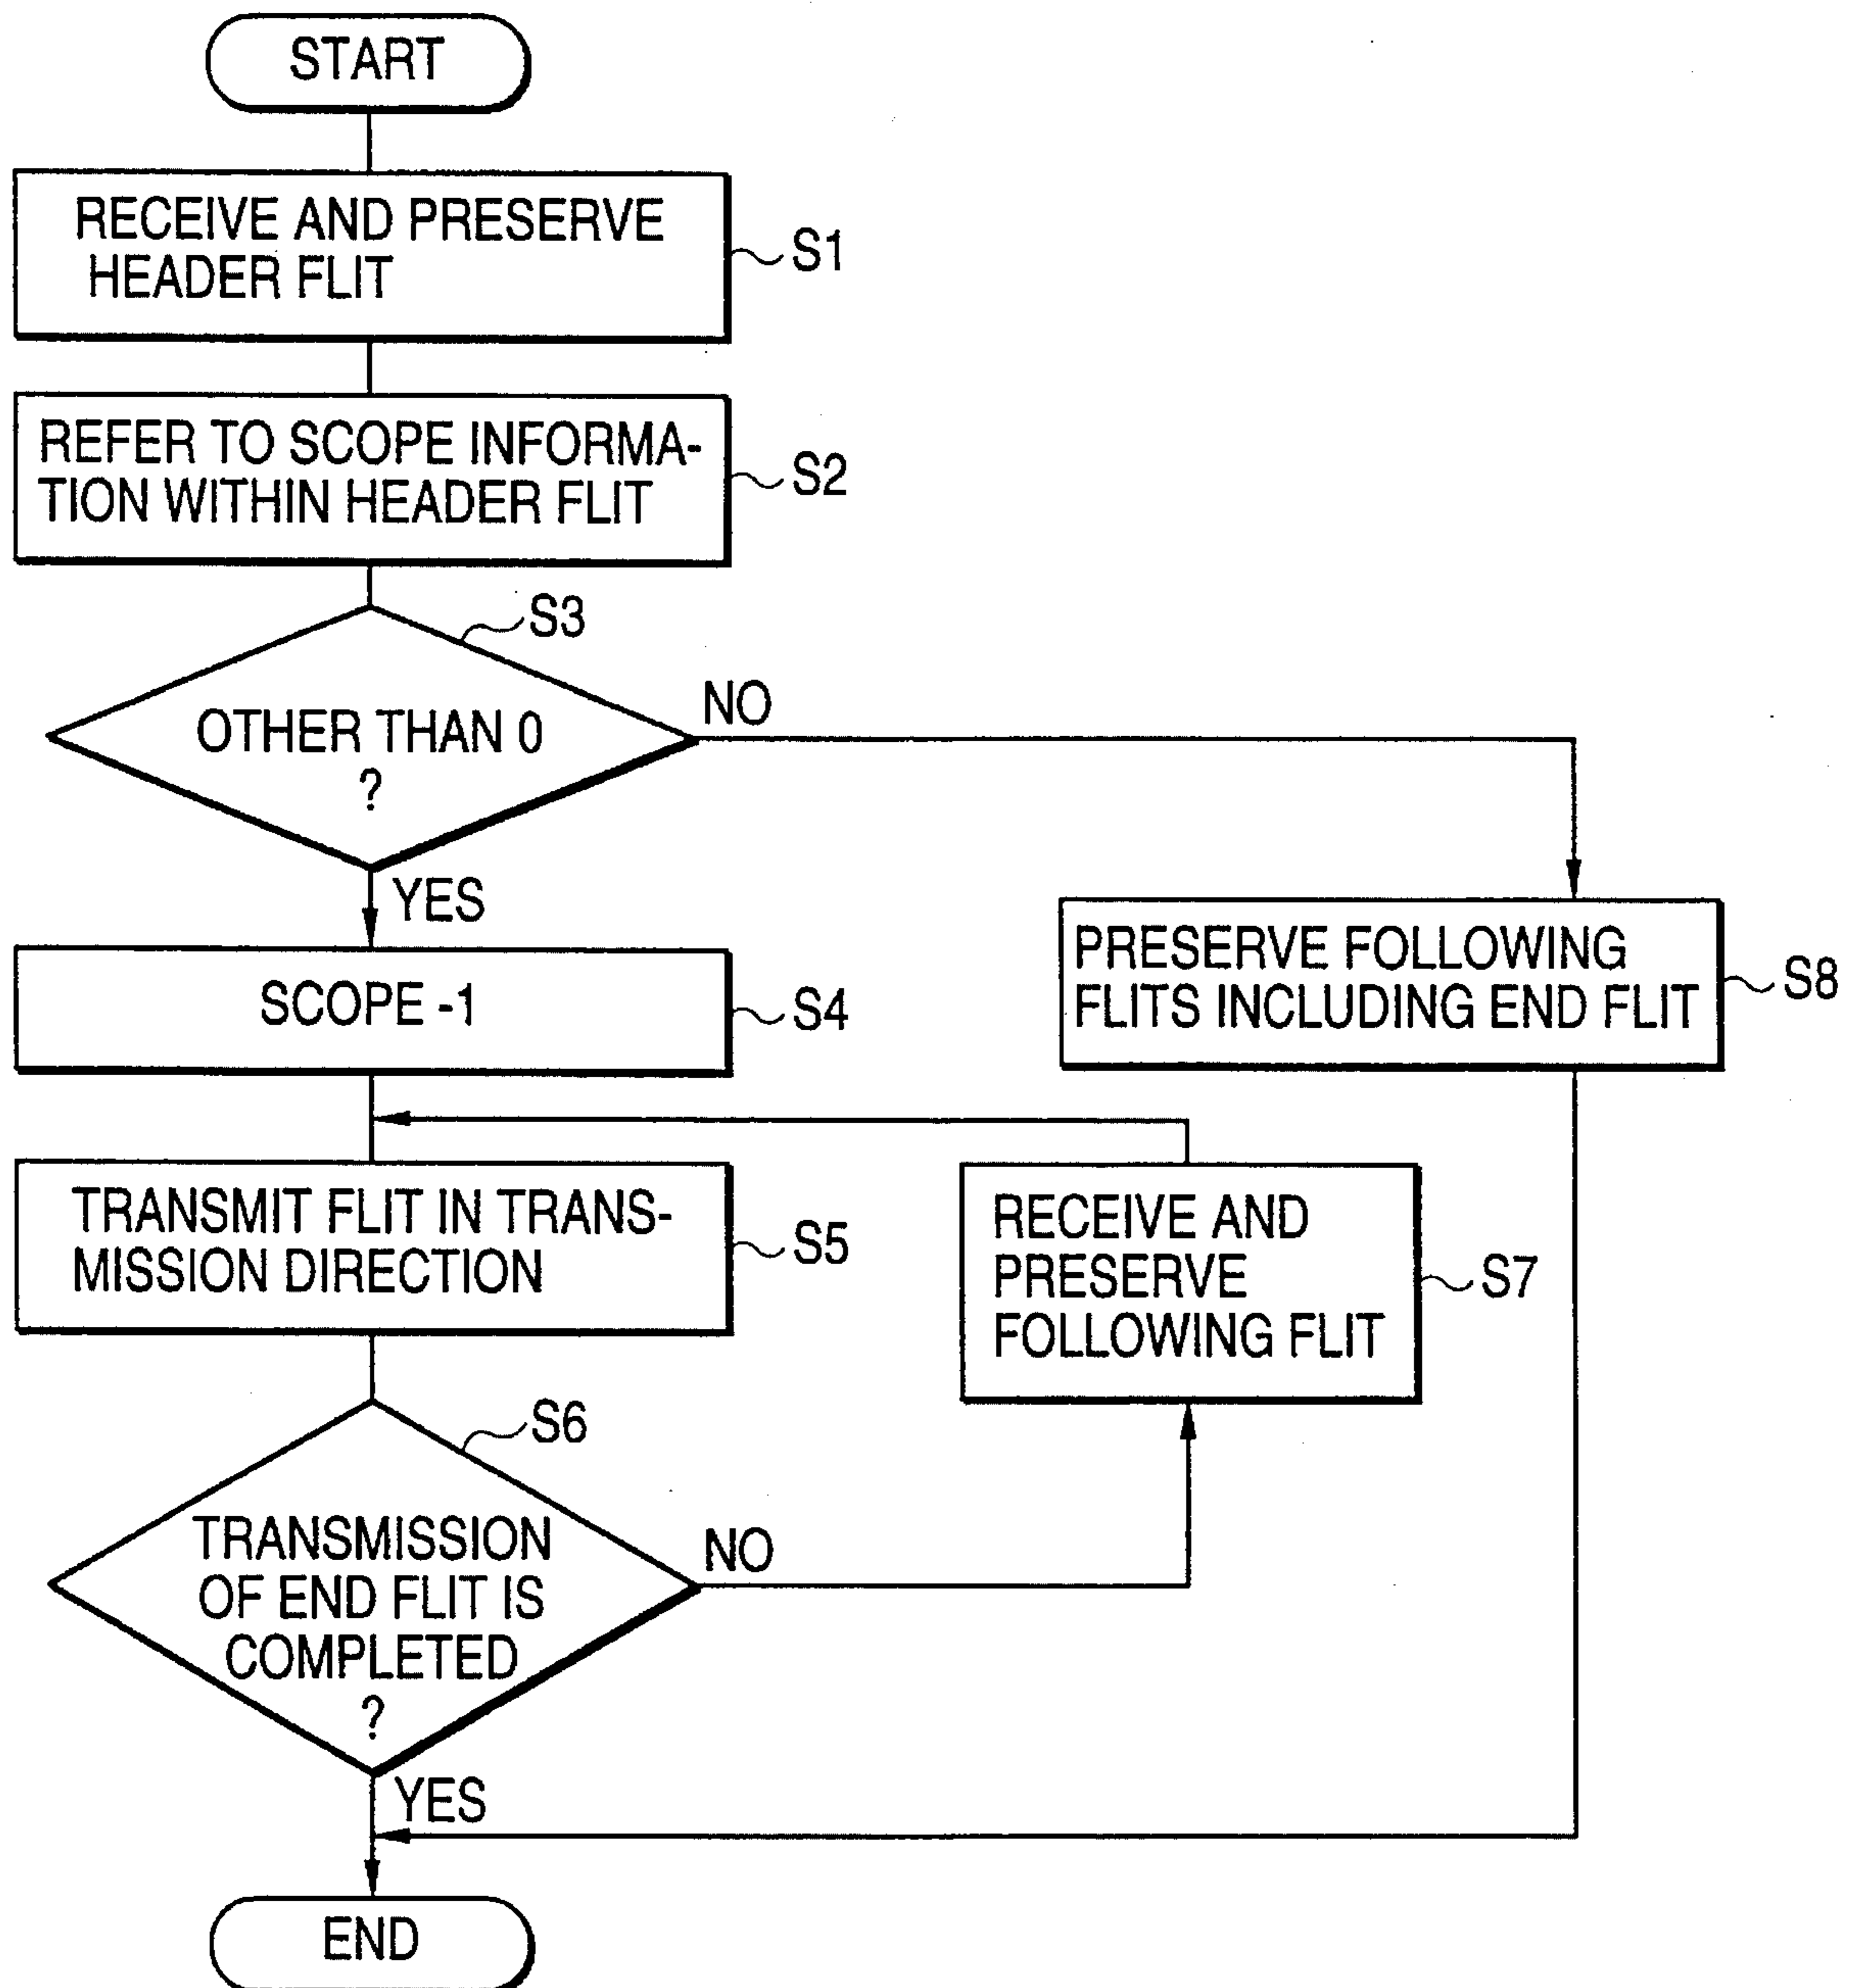 START
RECEIVE AND PRESERVE
HEADER FLIT
S1
REFER TO SCOPE INFORMA-
TION WITHIN HEADER FLIT
S2
S3
OTHER THAN 0
?
NO
YES
SCOPE -1
S4
PRESERVE FOLLOWING
FLITS INCLUDING END FLIT
S8
TRANSMIT FLIT IN TRANS-
MISSION DIRECTION
S5
RECEIVE AND
PRESERVE
FOLLOWING FLIT
S7
S6
TRANSMISSION
OF END FLIT IS
COMPLETED
?
NO
YES
END